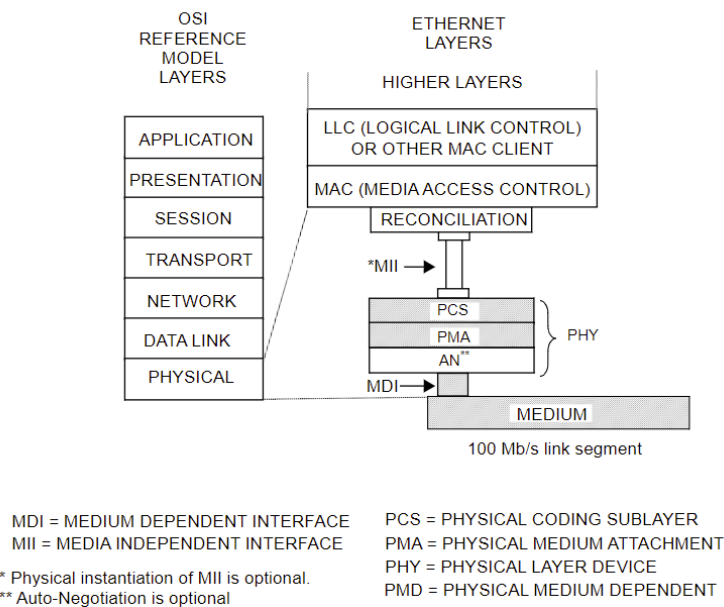 OSI
REFERENCE
MODEL
LAYERS
ETHERNET
LAYERS
HIGHER LAYERS
APPLICATION
PRESENTATION
SESSION
TRANSPORT
NETWORK
DATA LINK
PHYSICAL
LLC (LOGICAL LINK CONTROL)
OR OTHER MAC CLIENT
MAC (MEDIA ACCESS CONTROL)
RECONCILIATION
*MII
PCS
PMA
AN**
PHY
MDI
MEDIUM
100 Mb/s link segment
MDI = MEDIUM DEPENDENT INTERFACE
MII = MEDIA INDEPENDENT INTERFACE
* Physical instantiation of MII is optional.
** Auto-Negotiation is optional
PCS = PHYSICAL CODING SUBLAYER
PMA = PHYSICAL MEDIUM ATTACHMENT
PHY = PHYSICAL LAYER DEVICE
PMD = PHYSICAL MEDIUM DEPENDENT